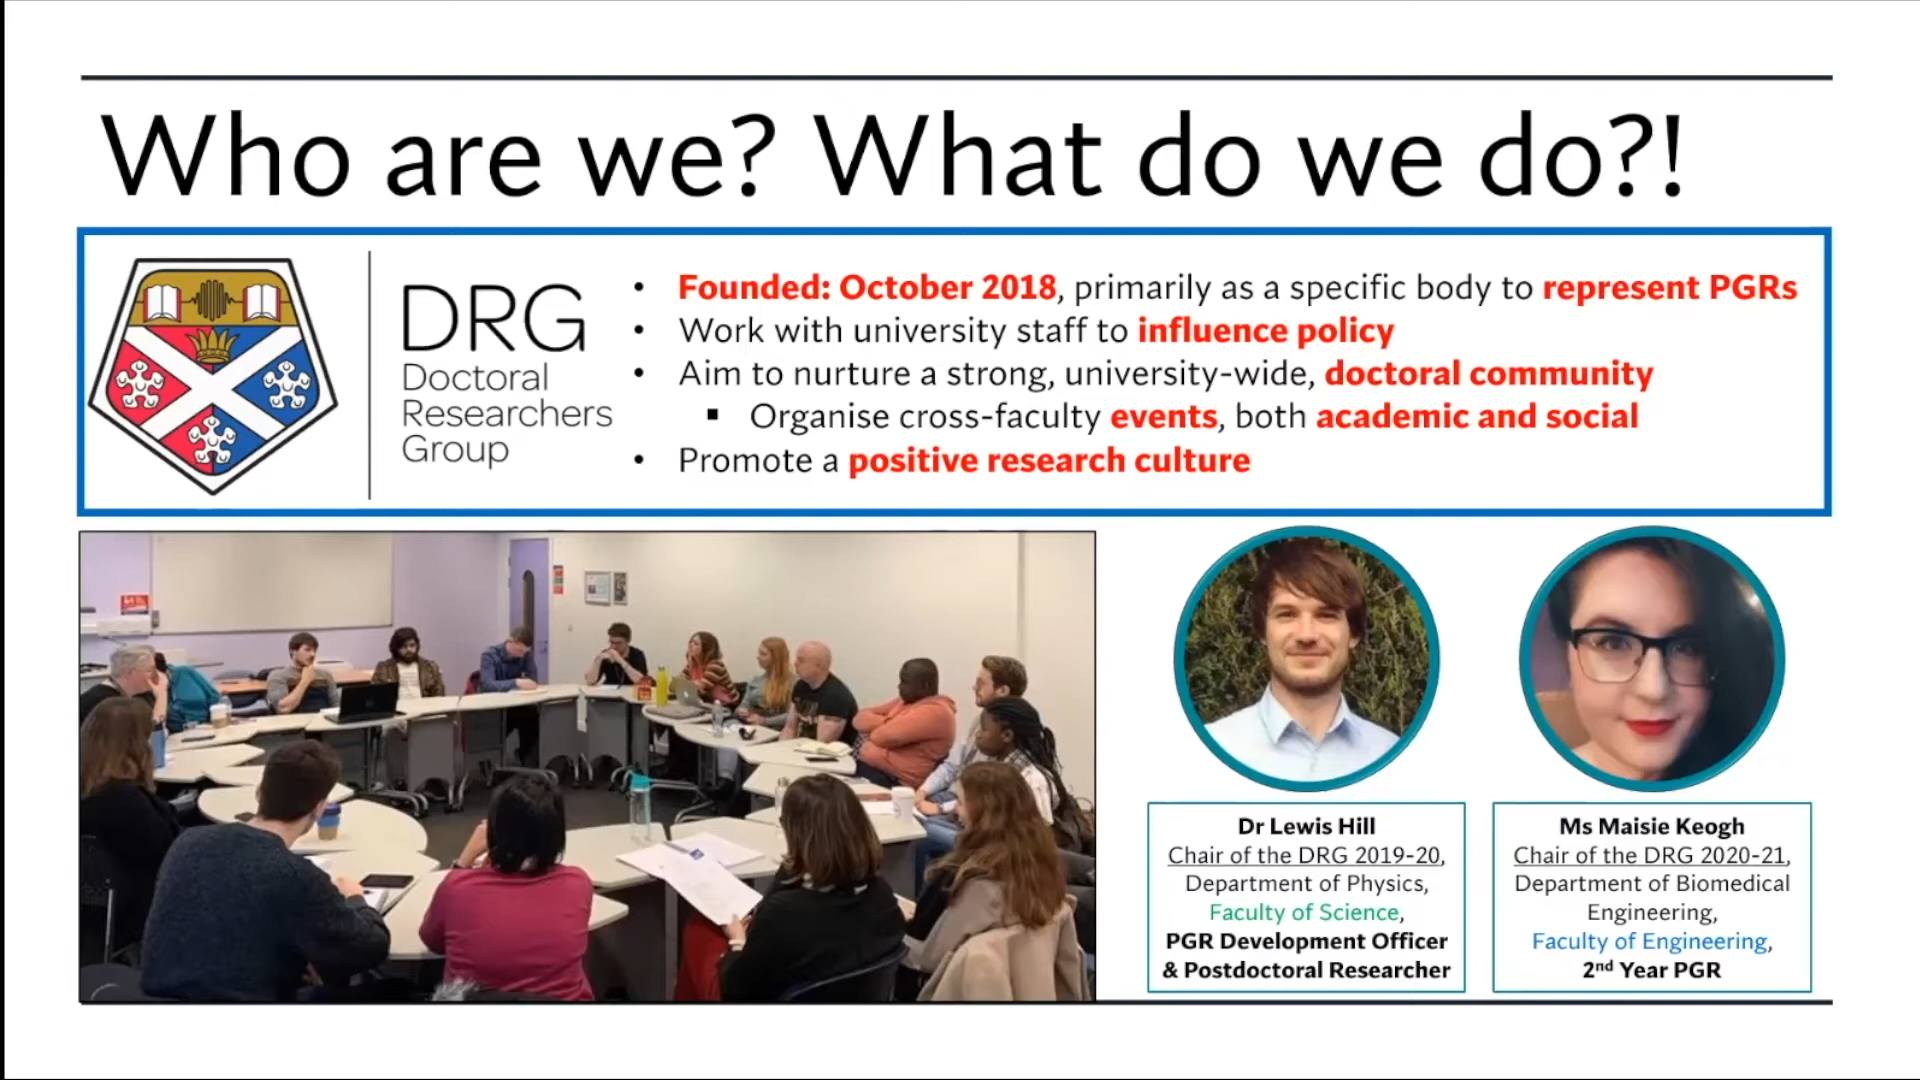 Who are we? What do we do?!
DRG
Doctoral
Researchers
Group
• Founded: October 2018, primarily as a specific body to represent PGRs
• Work with university staff to influence policy
• Aim to nurture a strong, university-wide, doctoral community
▪ Organise cross-faculty events, both academic and social
• Promote a positive research culture
Dr Lewis Hill
Chair of the DRG 2019-20,
Department of Physics,
Faculty of Science,
PGR Development Officer
& Postdoctoral Researcher
Ms Maisie Keogh
Chair of the DRG 2020-21,
Department of Biomedical
Engineering,
Faculty of Engineering,
2nd Year PGR